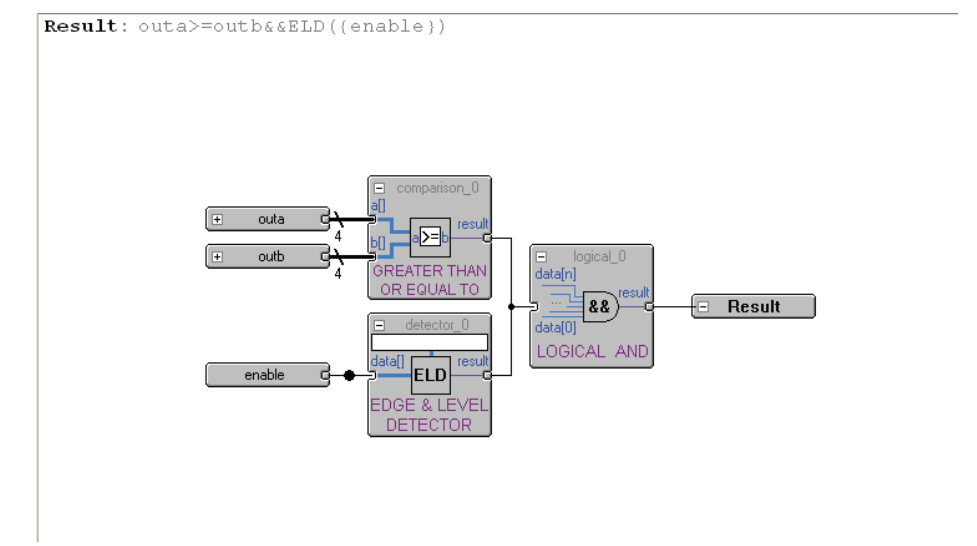 Result: outa>=outb&&ELD({enable})
comparison_0
a[]
result
outa
4
a >= b
b[]
outb
4
GREATER THAN
OR EQUAL TO
logical_0
data[n]
result
...
&&
Result
data[0]
LOGICAL AND
detector_0
data[]
result
enable
ELD
EDGE & LEVEL
DETECTOR